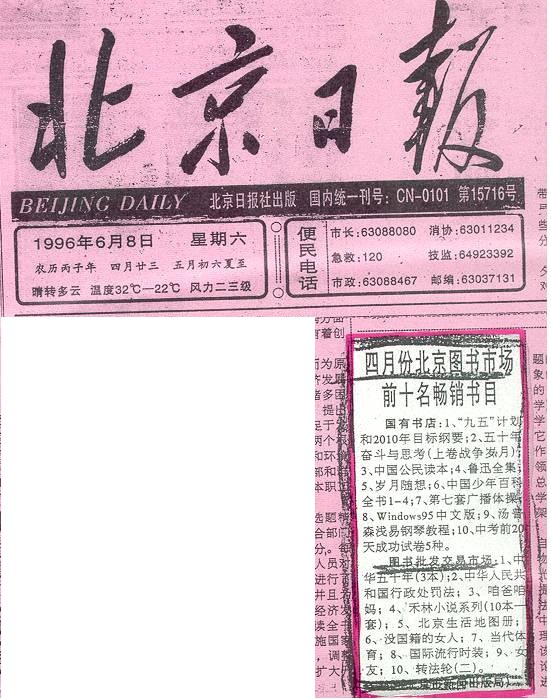 北京日报
BEIJING DAILY 北京日报社出版 国内统一刊号：CN-0101 第15716号
1996年6月8日 星期六
农历丙子年 四月廿三 五月初六夏至
晴转多云 温度32℃—22℃ 风力二三级
便民电话
市长：63088080 消协：63011234
急救：120 技监：64923392
市政：63088467 邮编：63037131
四月份北京图书市场
前十名畅销书目
国有书店：1、“九五”计划
和2010年目标纲要；2、五十年
奋斗与思考(上卷战争岁月)；
3、中国公民读本；4、鲁迅全集；
5、岁月随想；6、中国少年百科
全书1-4；7、第七套广播体操；
8、Windows95中文版；9、汤普
森浅易钢琴教程；10、中考前20
天成功试卷5种。
图书批发交易市场：1、中
华五十年(3本)；2、中华人民共
和国行政处罚法；3、咱爸咱
妈；4、禾林小说系列(10本一
套)；5、北京生活地图册；
6、没国籍的女人；7、当代体
育；8、国际流行时装；9、女
友；10、转法轮(二)。